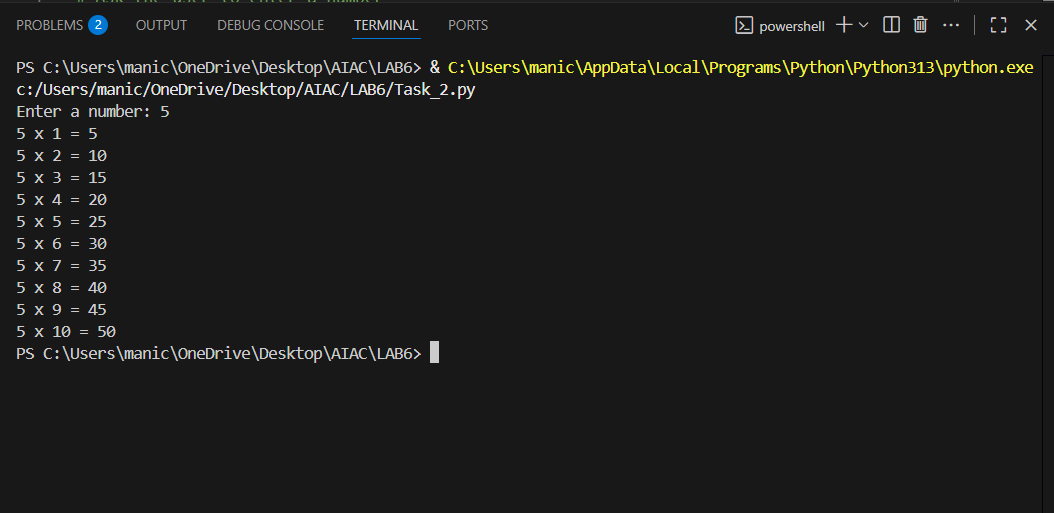 PROBLEMS 2 OUTPUT DEBUG CONSOLE TERMINAL PORTS powershell
PS C:\Users\manic\OneDrive\Desktop\AIAC\LAB6> & C:\Users\manic\AppData\Local\Programs\Python\Python313\python.exe
c:/Users/manic/OneDrive/Desktop/AIAC/LAB6/Task_2.py
Enter a number: 5
5 x 1 = 5
5 x 2 = 10
5 x 3 = 15
5 x 4 = 20
5 x 5 = 25
5 x 6 = 30
5 x 7 = 35
5 x 8 = 40
5 x 9 = 45
5 x 10 = 50
PS C:\Users\manic\OneDrive\Desktop\AIAC\LAB6>